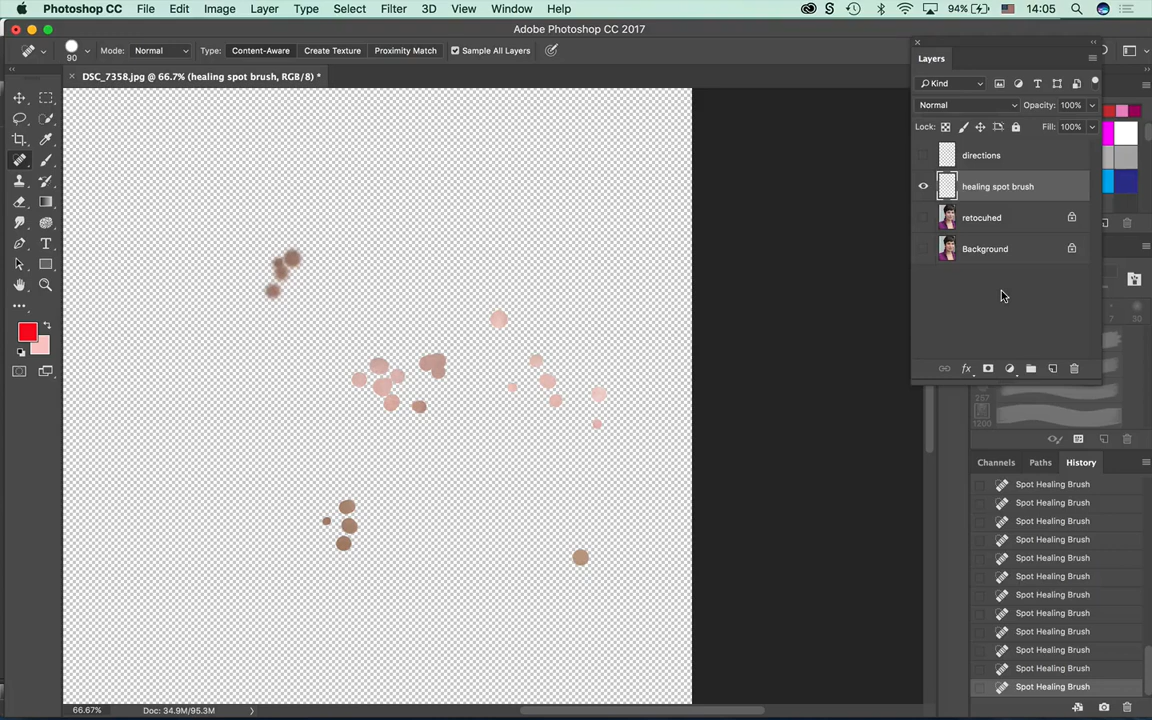 Photoshop CC File Edit Image Layer Type Select Filter 3D View Window Help 94% 14:05
Adobe Photoshop CC 2017
90 Mode: Normal Type: Content-Aware Create Texture Proximity Match Sample All Layers
DSC_7358.jpg @ 66.7% (healing spot brush, RGB/8) *
Layers
Kind
Normal Opacity: 100%
Lock: Fill: 100%
directions
healing spot brush
retocuhed
Background
7 30
257
1200
Channels Paths History
Spot Healing Brush
Spot Healing Brush
Spot Healing Brush
Spot Healing Brush
Spot Healing Brush
Spot Healing Brush
Spot Healing Brush
Spot Healing Brush
Spot Healing Brush
Spot Healing Brush
Spot Healing Brush
Spot Healing Brush
66.67% Doc: 34.9M/95.3M